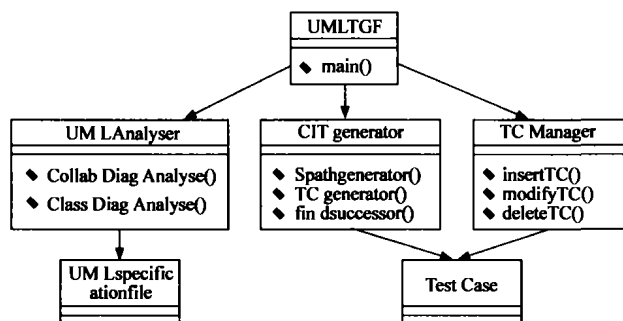 UMLTGF
main()
UM LAnalyser
Collab Diag Analyse()
Class Diag Analyse()
CIT generator
Spathgenerator()
TC generator()
fin dsuccessor()
TC Manager
insertTC()
modifyTC()
deleteTC()
UM Lspecific
ationfile
Test Case